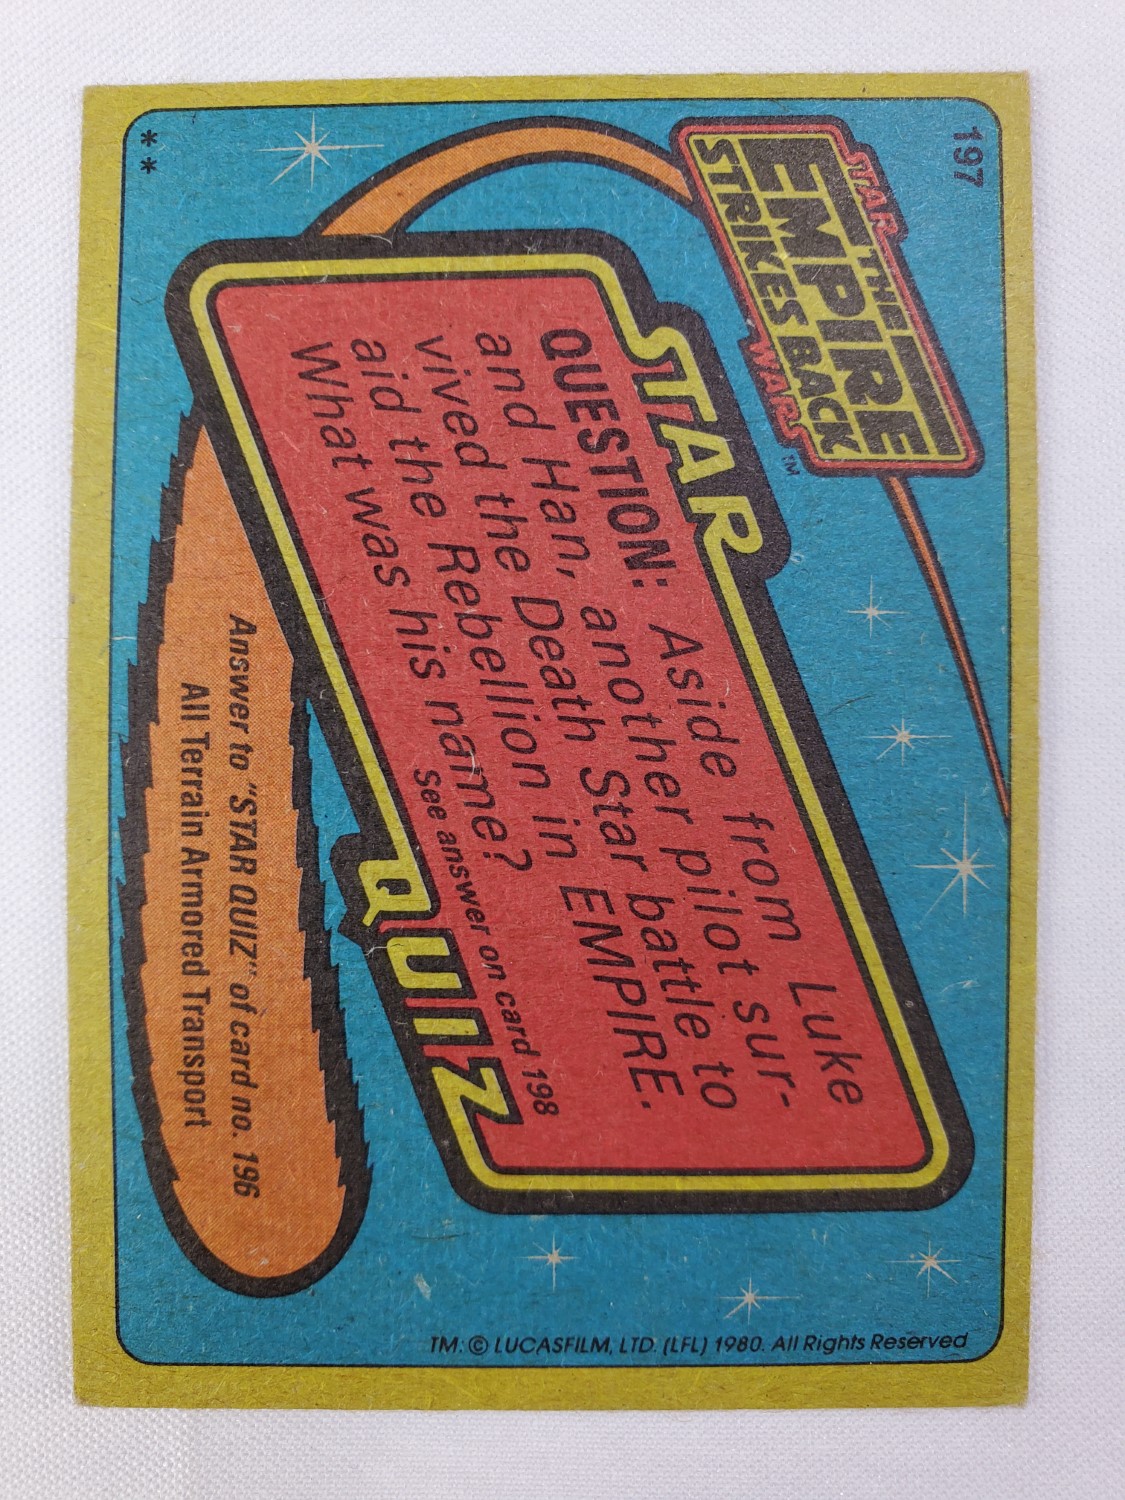 197
STAR
THE
EMPIRE
STRIKES BACK
WARS™
STAR
QUESTION: Aside from Luke
and Han, another pilot sur-
vived the Death Star battle to
aid the Rebellion in EMPIRE.
What was his name?
See answer on card 198
QUIZ
Answer to "STAR QUIZ" of card no. 196
All Terrain Armored Transport
**
TM: © LUCASFILM, LTD. (LFL) 1980. All Rights Reserved